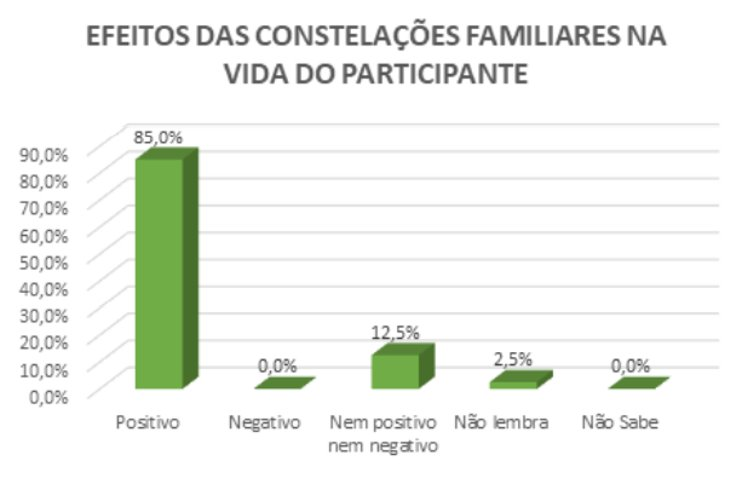 EFEITOS DAS CONSTELAÇÕES FAMILIARES NA
VIDA DO PARTICIPANTE
85,0%
90,0%
80,0%
70,0%
60,0%
50,0%
40,0%
30,0%
20,0%
10,0%
0,0%
0,0%
12,5%
2,5%
0,0%
Positivo
Negativo
Nem positivo
nem negativo
Não lembra
Não Sabe